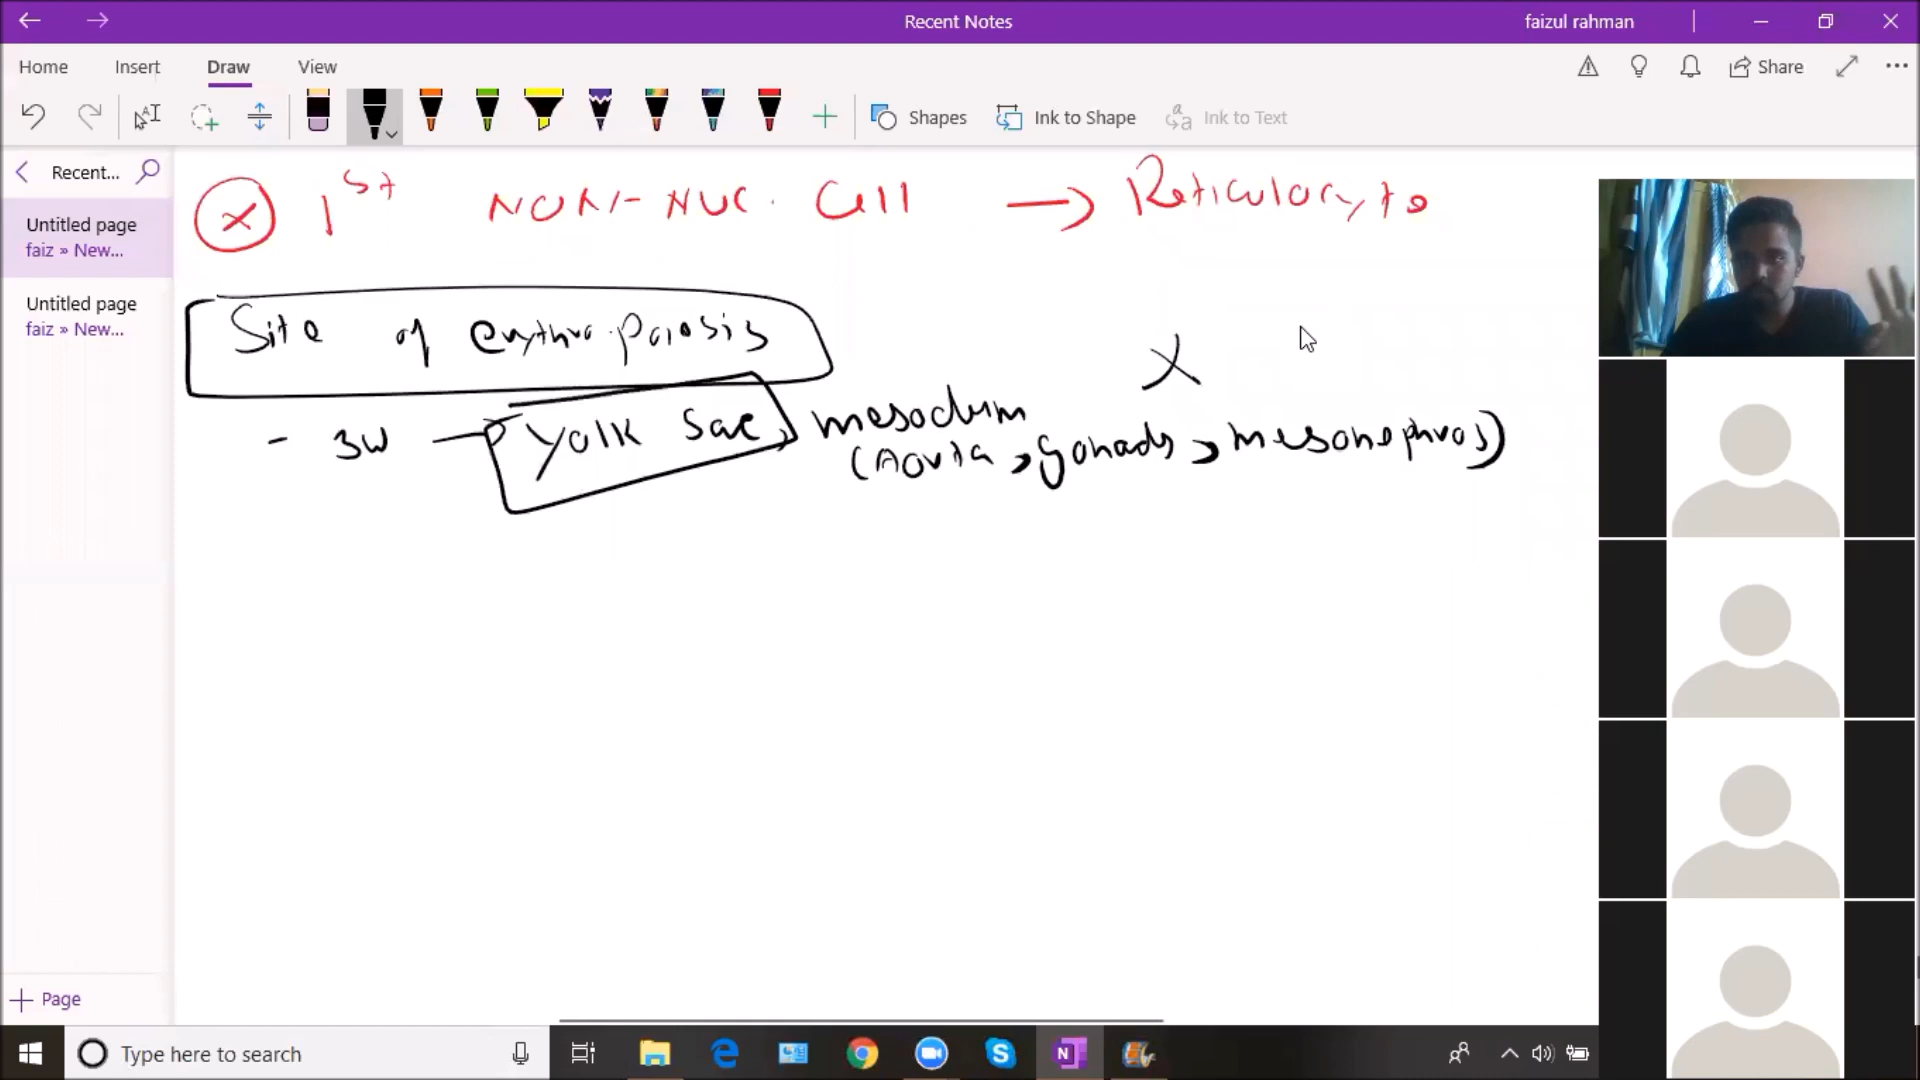 Recent Notes
faizul rahman
Home Insert Draw View
Share
Shapes Ink to Shape Ink to Text
Recent...
Untitled page
faiz » New...
Untitled page
faiz » New...
x 1st NON-NUC. Cell → Reticulocyte
Site of erythropoiosis
x
- 3W → Yolk Sac, mesodum
(Aorta, gonads, mesonephros)
+ Page
Type here to search